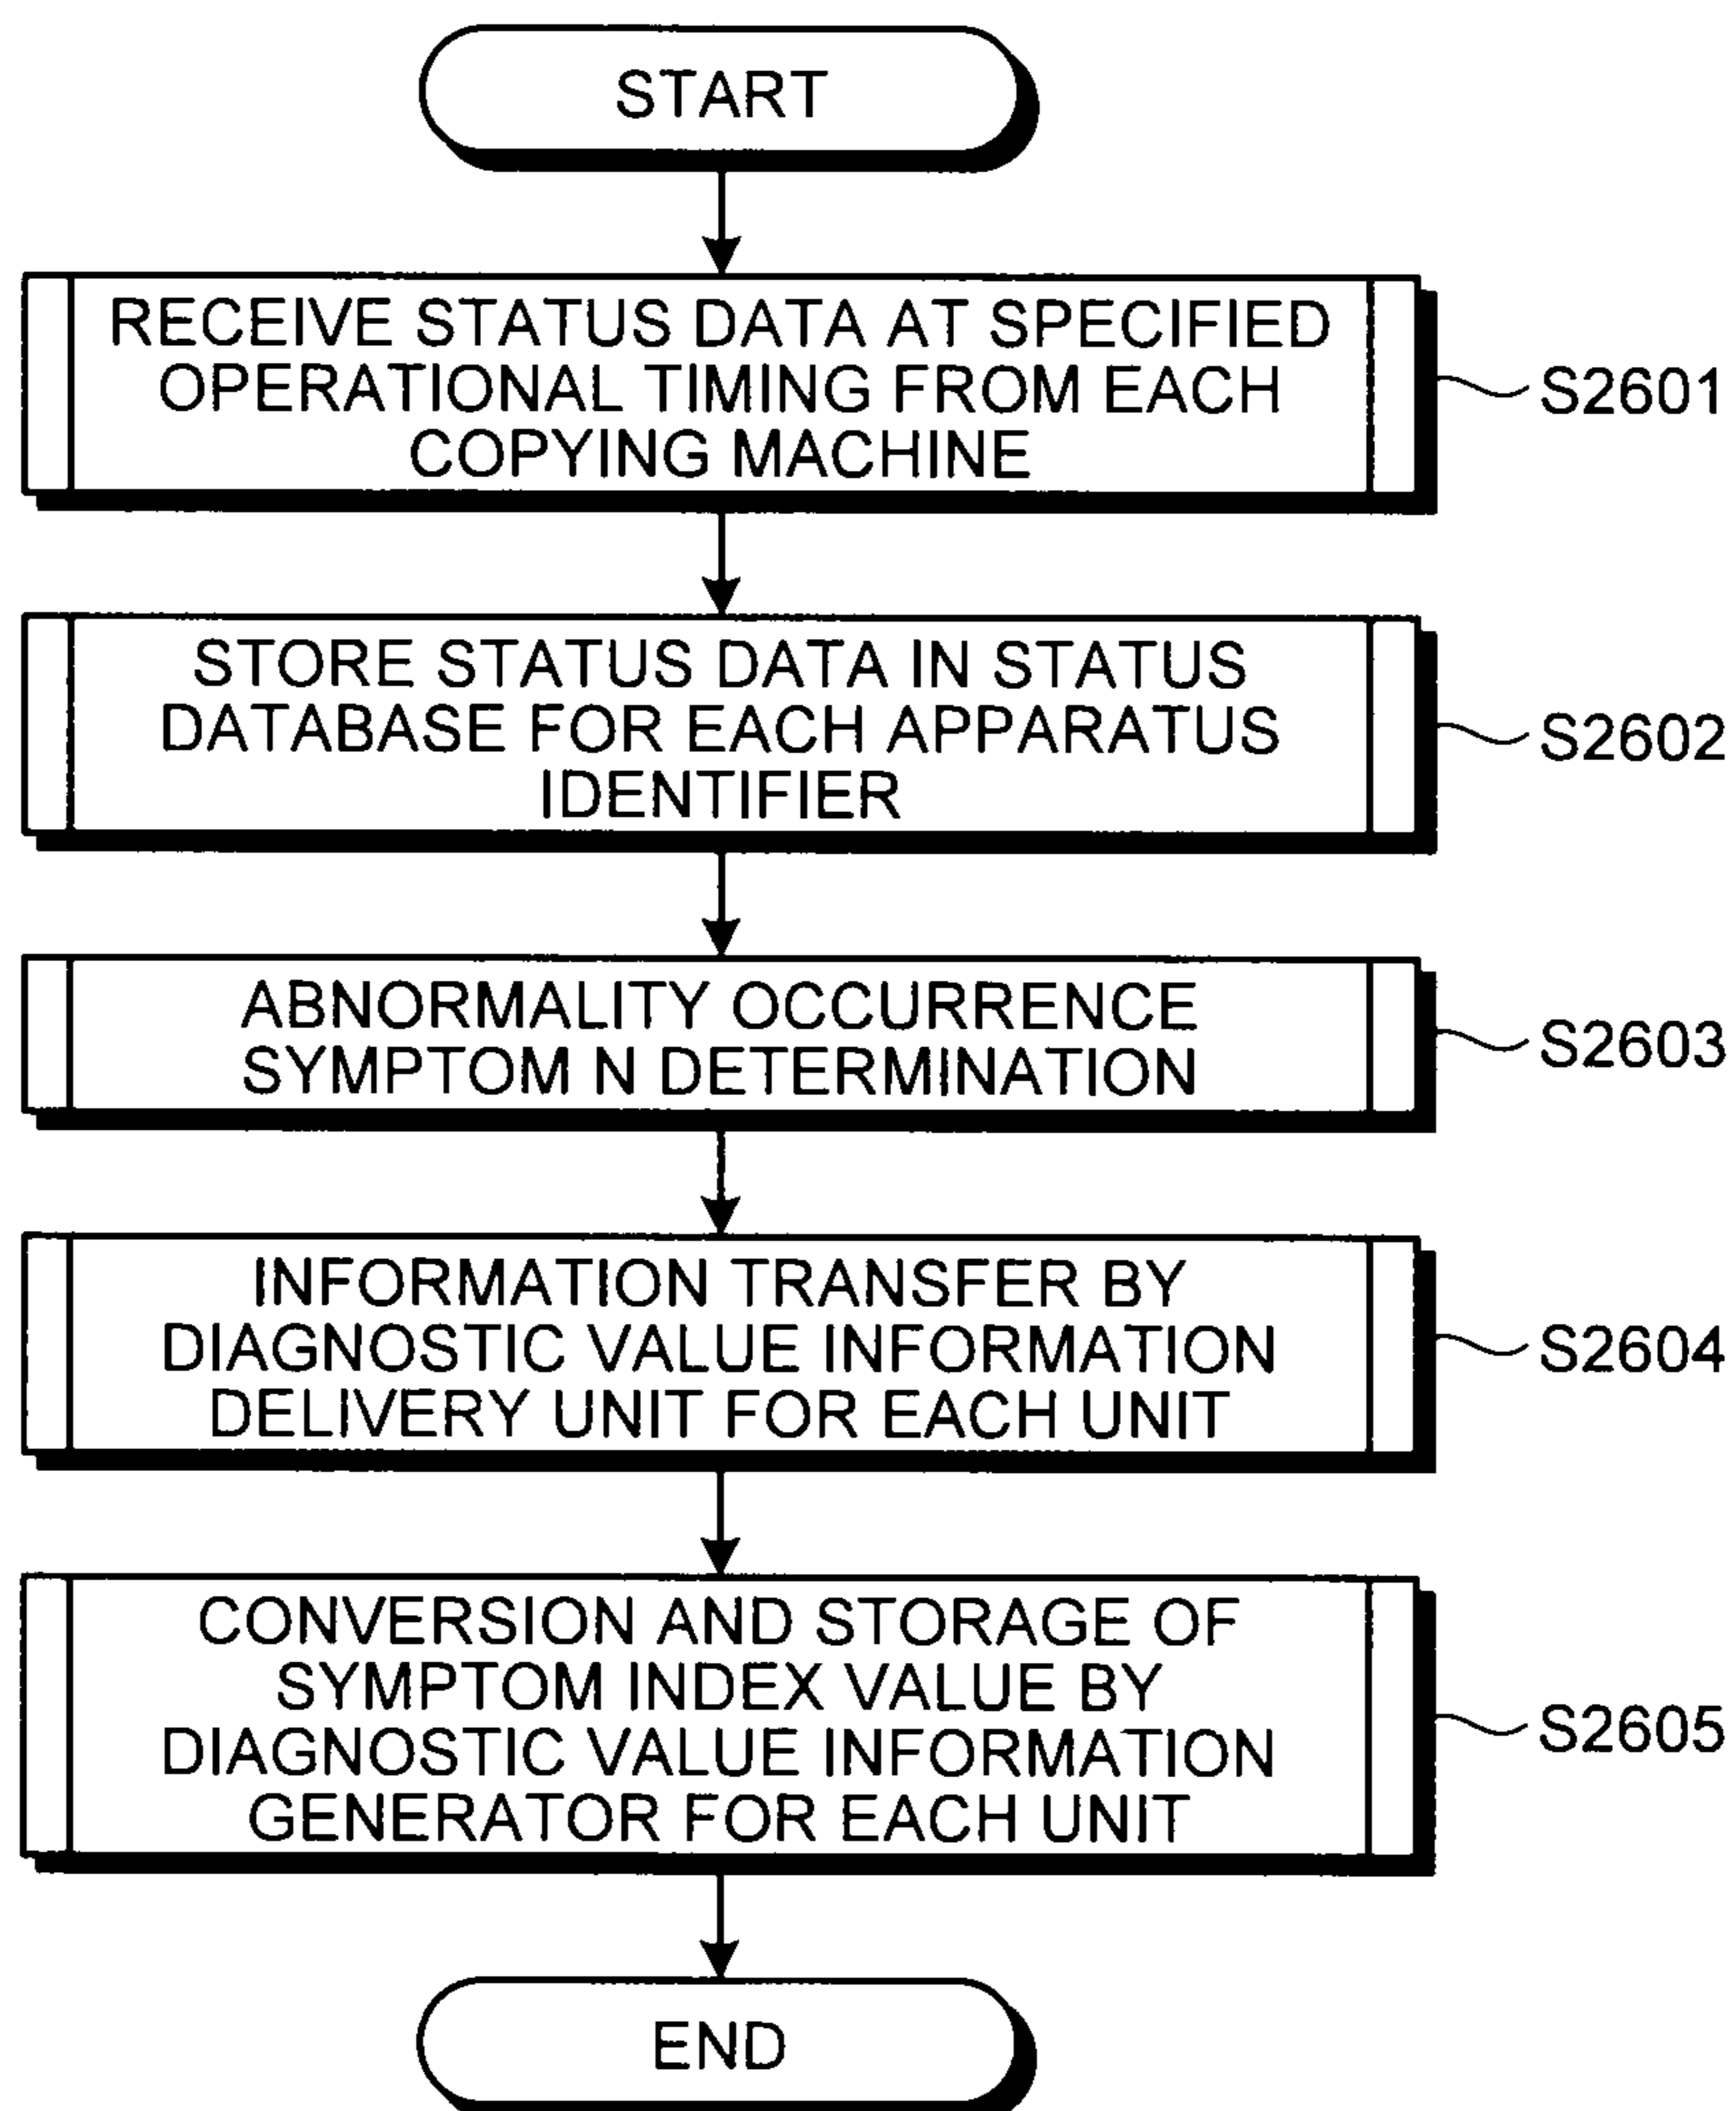 START
RECEIVE STATUS DATA AT SPECIFIED
OPERATIONAL TIMING FROM EACH
COPYING MACHINE
S2601
STORE STATUS DATA IN STATUS
DATABASE FOR EACH APPARATUS
IDENTIFIER
S2602
ABNORMALITY OCCURRENCE
SYMPTOM N DETERMINATION
S2603
INFORMATION TRANSFER BY
DIAGNOSTIC VALUE INFORMATION
DELIVERY UNIT FOR EACH UNIT
S2604
CONVERSION AND STORAGE OF
SYMPTOM INDEX VALUE BY
DIAGNOSTIC VALUE INFORMATION
GENERATOR FOR EACH UNIT
S2605
END